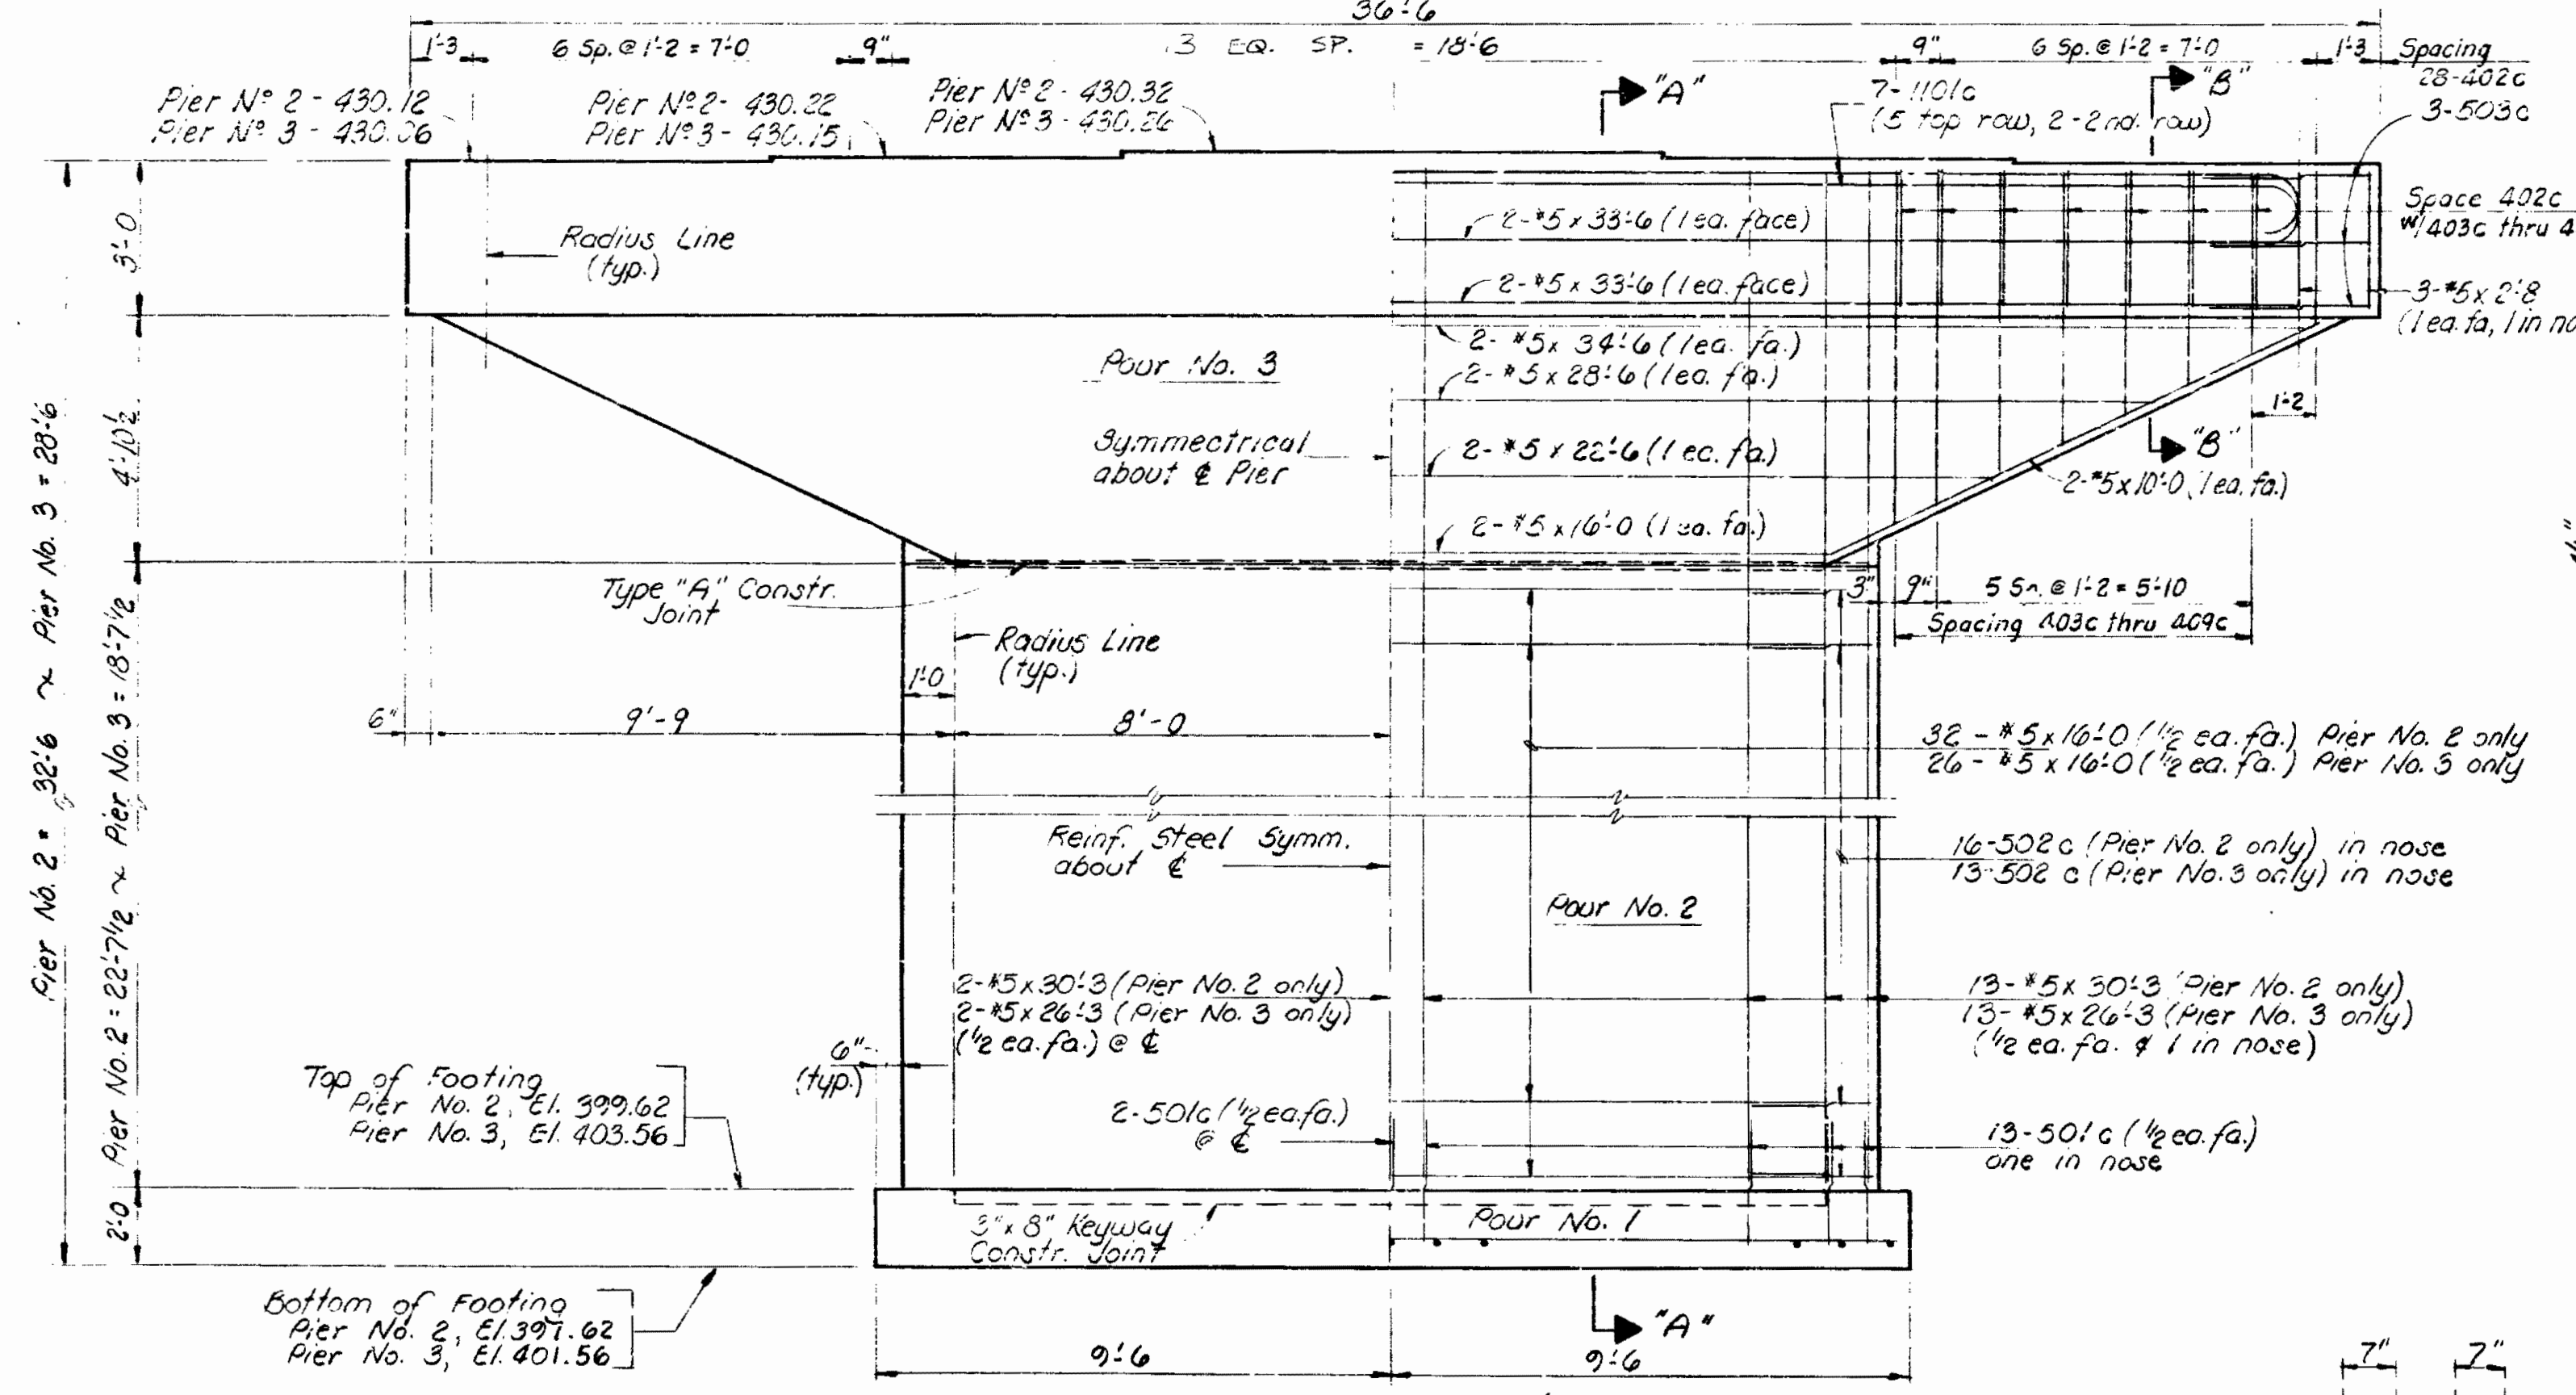 36'-6
1'-3 6 Sp. @ 1'-2 = 7'-0 9" 13 EQ. SP. = 18'-6 9" 6 Sp. @ 1'-2 = 7'-0 1'-3 Spacing
28-402c
3-503c
Pier Nº 2 - 430.12
Pier Nº 3 - 430.06
Pier Nº 2 - 430.22
Pier Nº 3 - 430.15
Pier Nº 2 - 430.32
Pier Nº 3 - 430.26
"A"
7-1101c
(5 top row, 2-2nd. row)
"B"
Space 402c
w/403c thru 4
3'-0
Radius Line
(typ.)
2-#5 x 33'-6 (1 ea. face)
2-#5 x 33'-6 (1 ea. face)
3-#5 x 2'-8
(1 ea. fa, 1 in no
2-#5 x 34'-6 (1 ea. fa.)
2-#5 x 28'-6 (1 ea. fa.)
Pour No. 3
4'-10½
Symmectrical
about ℄ Pier
2-#5 x 22'-6 (1 ea. fa.)
1'-2
"B"
2-#5 x 10'-0 (1 ea. fa.)
2-#5 x 16'-0 (1 ea. fa.)
Type "A" Constr.
Joint
3" 9" 5 Sp. @ 1'-2 = 5'-10
Spacing 403c thru 409c
Radius Line
(typ.)
1'-0
6" 9'-9 8'-0
32 - #5 x 16'-0 (½ ea. fa.) Pier No. 2 only
26 - #5 x 16'-0 (½ ea. fa.) Pier No. 3 only
Pier No. 2 = 32'-6 ~ Pier No. 3 = 28'-6
Pier No. 2 = 22'-7½ ~ Pier No. 3 = 18'-7½
Reinf. Steel Symm.
about ℄
16-502c (Pier No. 2 only) in nose
13-502c (Pier No. 3 only) in nose
Pour No. 2
2-#5 x 30'-3 (Pier No. 2 only)
2-#5 x 26'-3 (Pier No. 3 only)
(½ ea. fa.) @ ℄
13-#5 x 30'-3 (Pier No. 2 only)
13-#5 x 26'-3 (Pier No. 3 only)
(½ ea. fa. & 1 in nose)
6"
(typ.)
Top of Footing
Pier No. 2, El. 399.62
Pier No. 3, El. 403.56
2-501c (½ ea. fa.)
@ ℄
13-501c (½ ea. fa.)
one in nose
2'-0
3" x 8" Keyway
Constr. Joint
Pour No. 1
Bottom of Footing
Pier No. 2, El. 397.62
Pier No. 3, El. 401.56
"A"
9'-6 9'-6
7" 7"